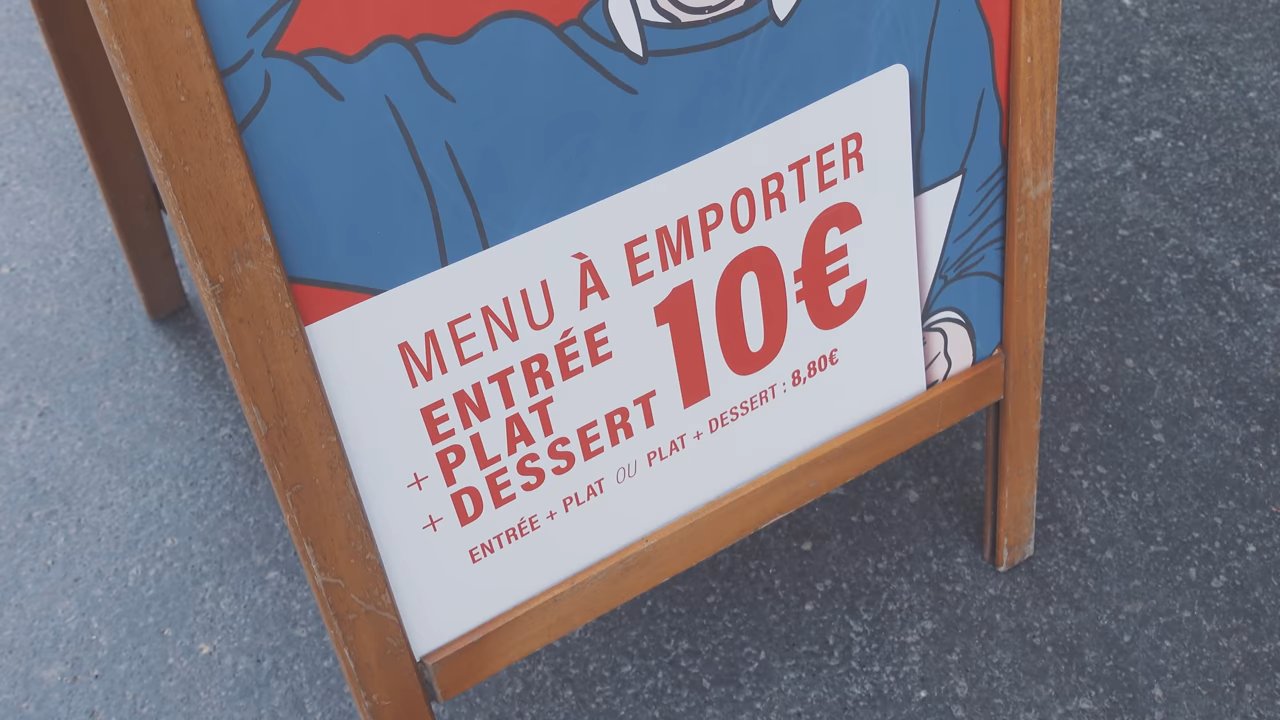 MENU À EMPORTER
ENTRÉE
+ PLAT
+ DESSERT
10€
ENTRÉE + PLAT OU PLAT + DESSERT : 8,80€